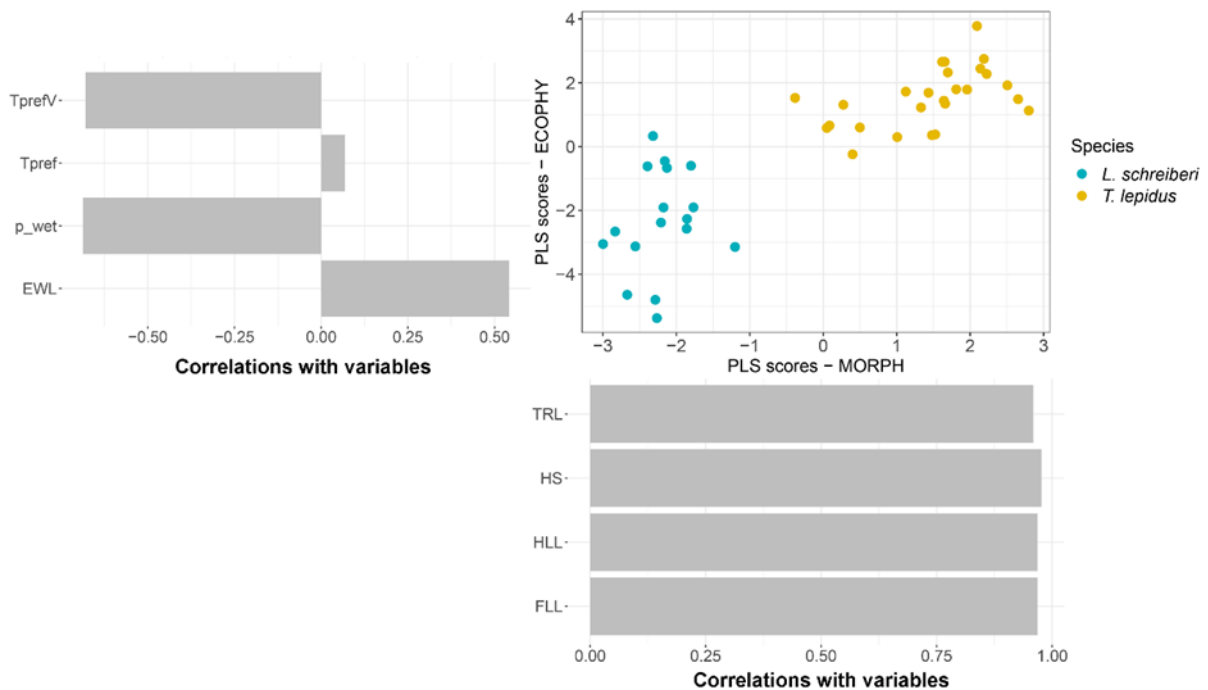 TprefV
Tpref
p_wet
EWL
−0.50 −0.25 0.00 0.25 0.50
Correlations with variables
PLS scores − ECOPHY
4
2
0
−2
−4
−3 −2 −1 0 1 2 3
PLS scores − MORPH
Species
L. schreiberi
T. lepidus
TRL
HS
HLL
FLL
0.00 0.25 0.50 0.75 1.00
Correlations with variables